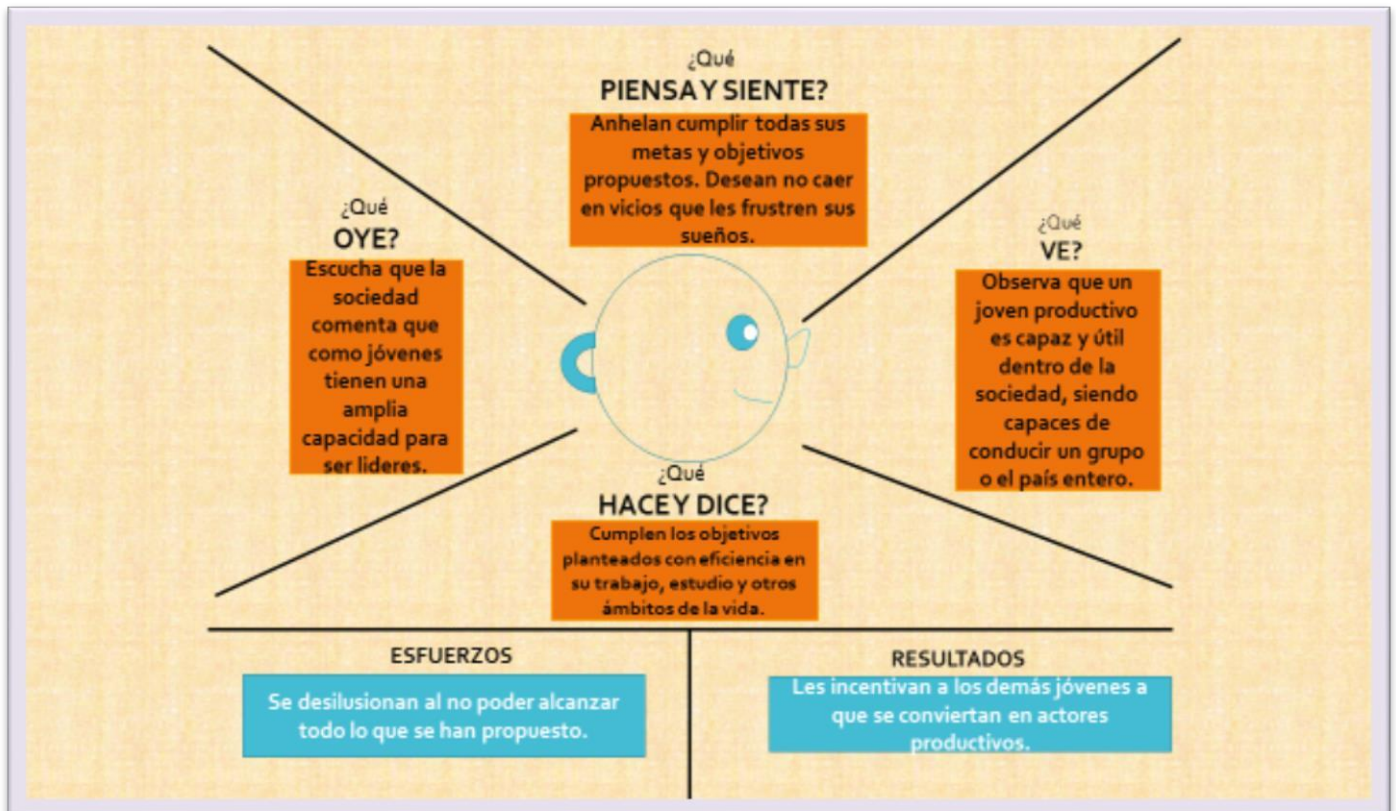 ¿Qué
PIENSA Y SIENTE?
Anhelan cumplir todas sus
metas y objetivos
propuestos. Desean no caer
en vicios que les frustren sus
sueños.
¿Qué
OYE?
Escucha que la
sociedad
comenta que
como jóvenes
tienen una
amplia
capacidad para
ser lideres.
¿Qué
VE?
Observa que un
joven productivo
es capaz y útil
dentro de la
sociedad, siendo
capaces de
conducir un grupo
o el país entero.
¿Qué
HACE Y DICE?
Cumplen los objetivos
planteados con eficiencia en
su trabajo, estudio y otros
ámbitos de la vida.
ESFUERZOS
Se desilusionan al no poder alcanzar
todo lo que se han propuesto.
RESULTADOS
Les incentivan a los demás jóvenes a
que se conviertan en actores
productivos.